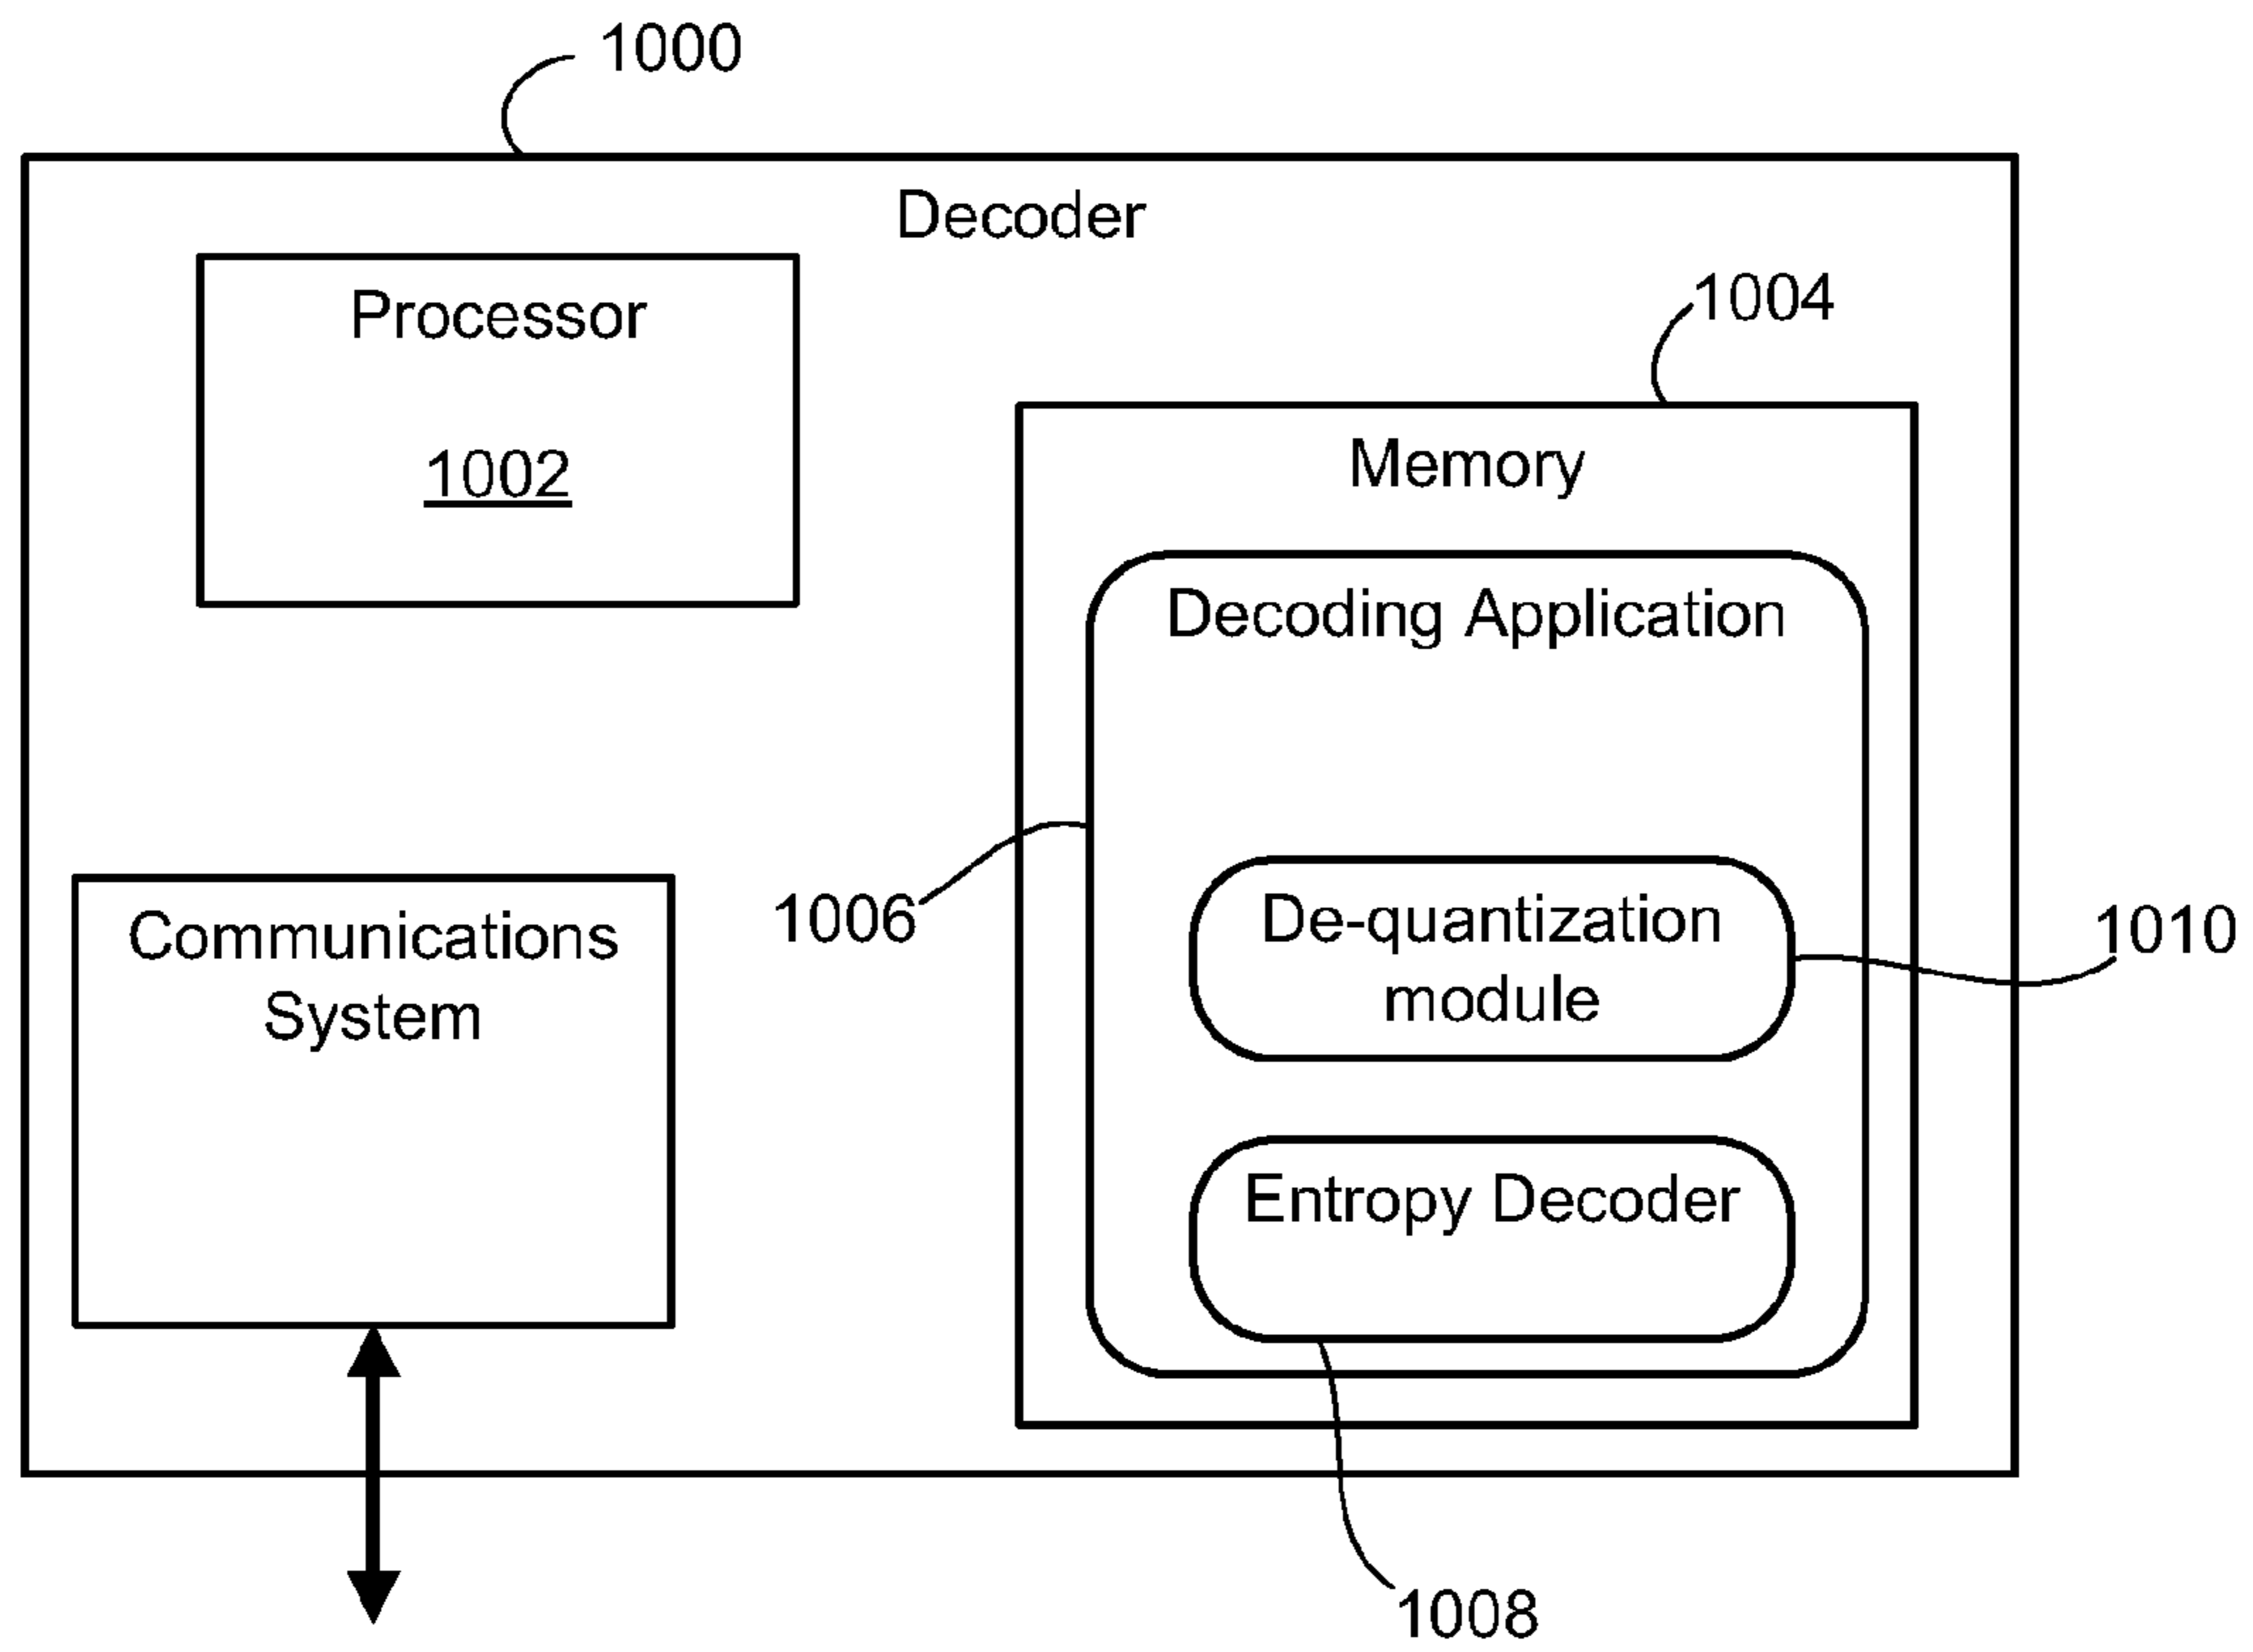 1000
Decoder
Processor
1002
1004
Memory
Decoding Application
1006
De-quantization
module
1010
Communications
System
Entropy Decoder
1008